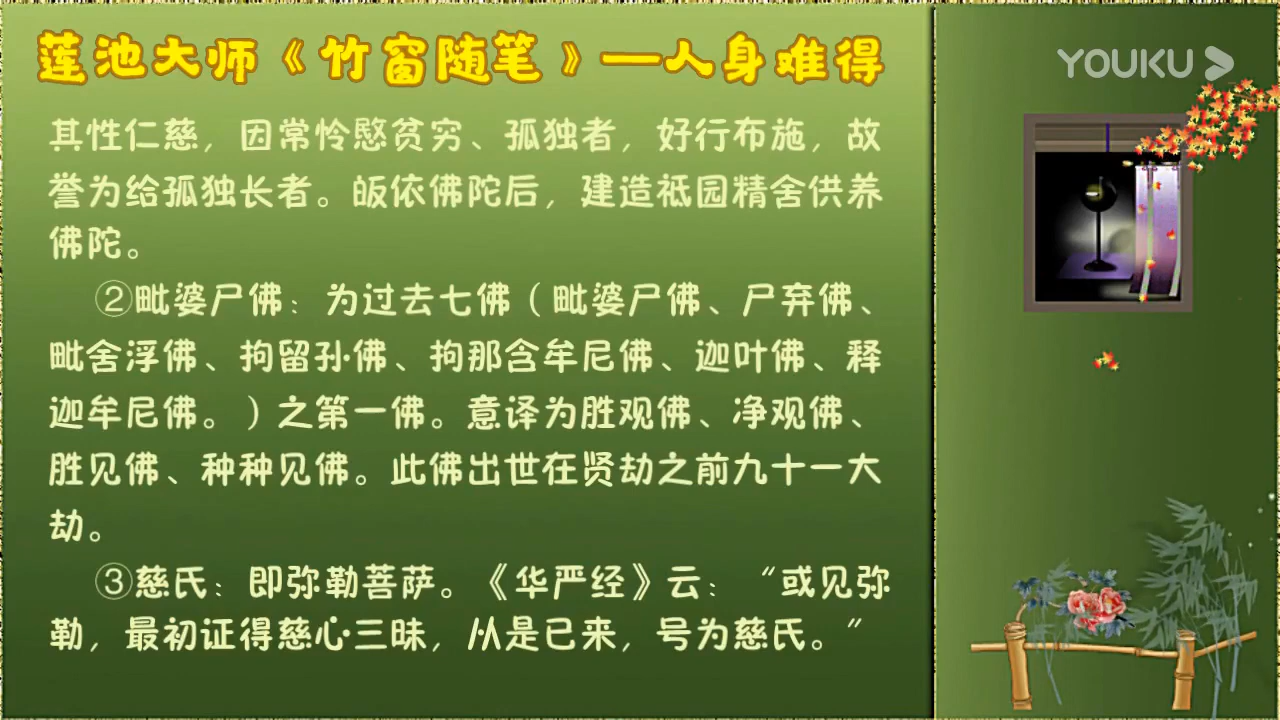 莲池大师《竹窗随笔》—人身难得
YOUKU
其性仁慈，因常怜愍贫穷、孤独者，好行布施，故
誉为给孤独长者。皈依佛陀后，建造祗园精舍供养
佛陀。
②毗婆尸佛：为过去七佛（毗婆尸佛、尸弃佛、
毗舍浮佛、拘留孙佛、拘那含牟尼佛、迦叶佛、释
迦牟尼佛。）之第一佛。意译为胜观佛、净观佛、
胜见佛、种种见佛。此佛出世在贤劫之前九十一大
劫。
③慈氏：即弥勒菩萨。《华严经》云：“或见弥
勒，最初证得慈心三昧，从是已来，号为慈氏。”